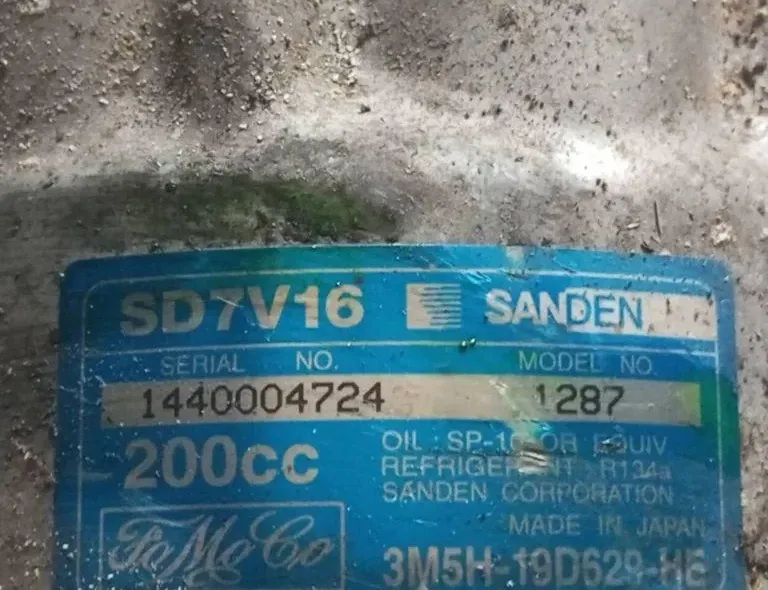 SD7V16 SANDEN
SERIAL NO. MODEL NO.
1440004724 1287
200CC
OIL : SP-10 OR EQUIV
REFRIGERENT : R134a
SANDEN CORPORATION
MADE IN JAPAN
FoMoCo
3M5H-19D629-HE